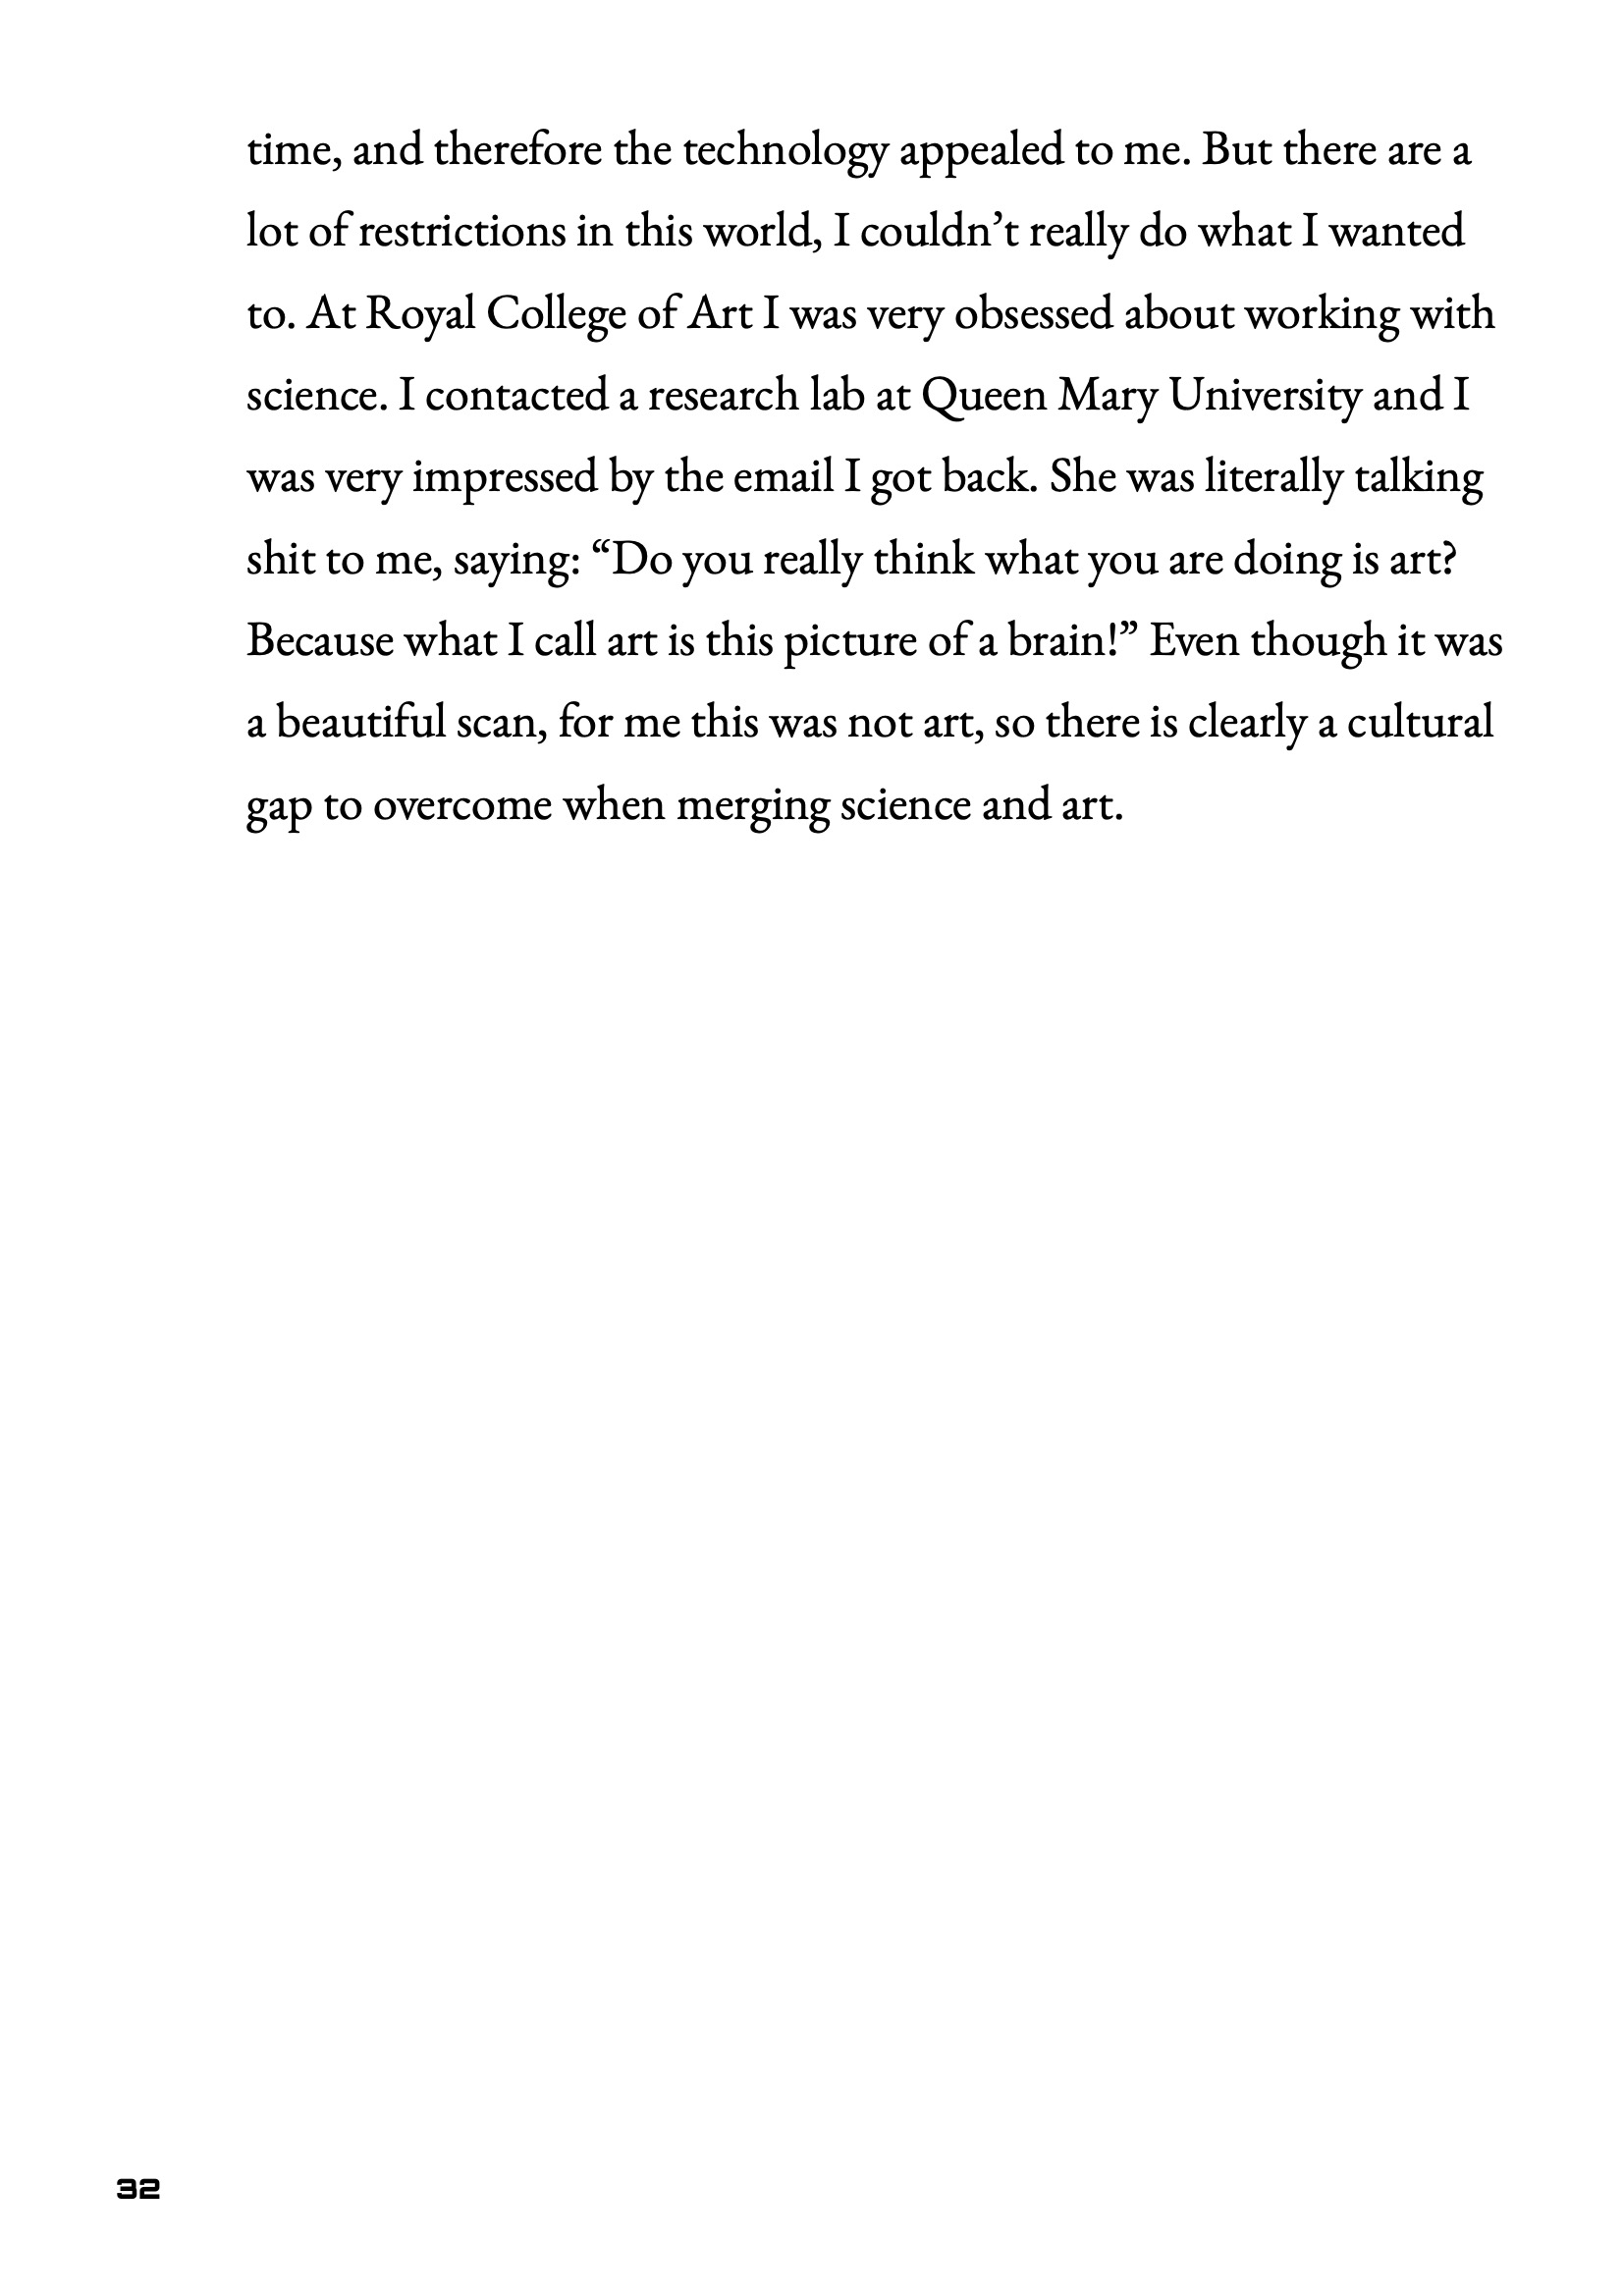 time, and therefore the technology appealed to me. But there are a
lot of restrictions in this world, I couldn’t really do what I wanted
to. At Royal College of Art I was very obsessed about working with
science. I contacted a research lab at Queen Mary University and I
was very impressed by the email I got back. She was literally talking
shit to me, saying: “Do you really think what you are doing is art?
Because what I call art is this picture of a brain!” Even though it was
a beautiful scan, for me this was not art, so there is clearly a cultural
gap to overcome when merging science and art.
32